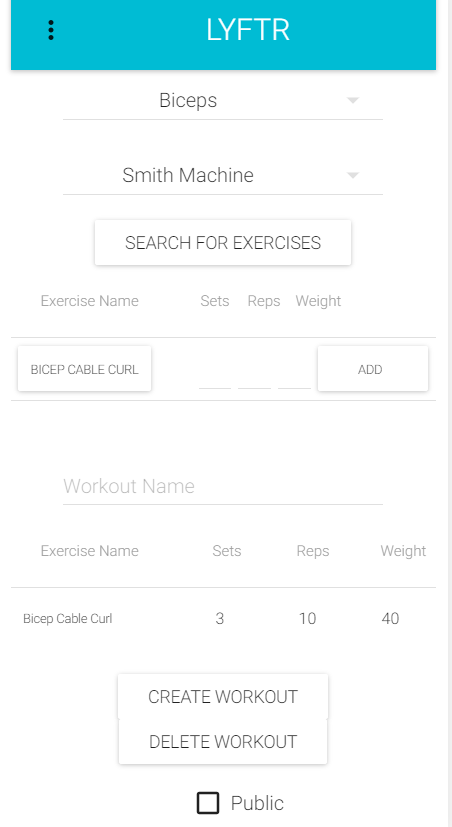 LYFTR
Biceps
Smith Machine
SEARCH FOR EXERCISES
Exercise Name Sets Reps Weight
BICEP CABLE CURL ADD
Workout Name
Exercise Name Sets Reps Weight
Bicep Cable Curl 3 10 40
CREATE WORKOUT
DELETE WORKOUT
Public